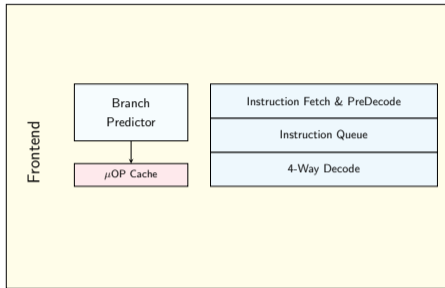 Frontend
Branch
Predictor
μOP Cache
Instruction Fetch & PreDecode
Instruction Queue
4-Way Decode